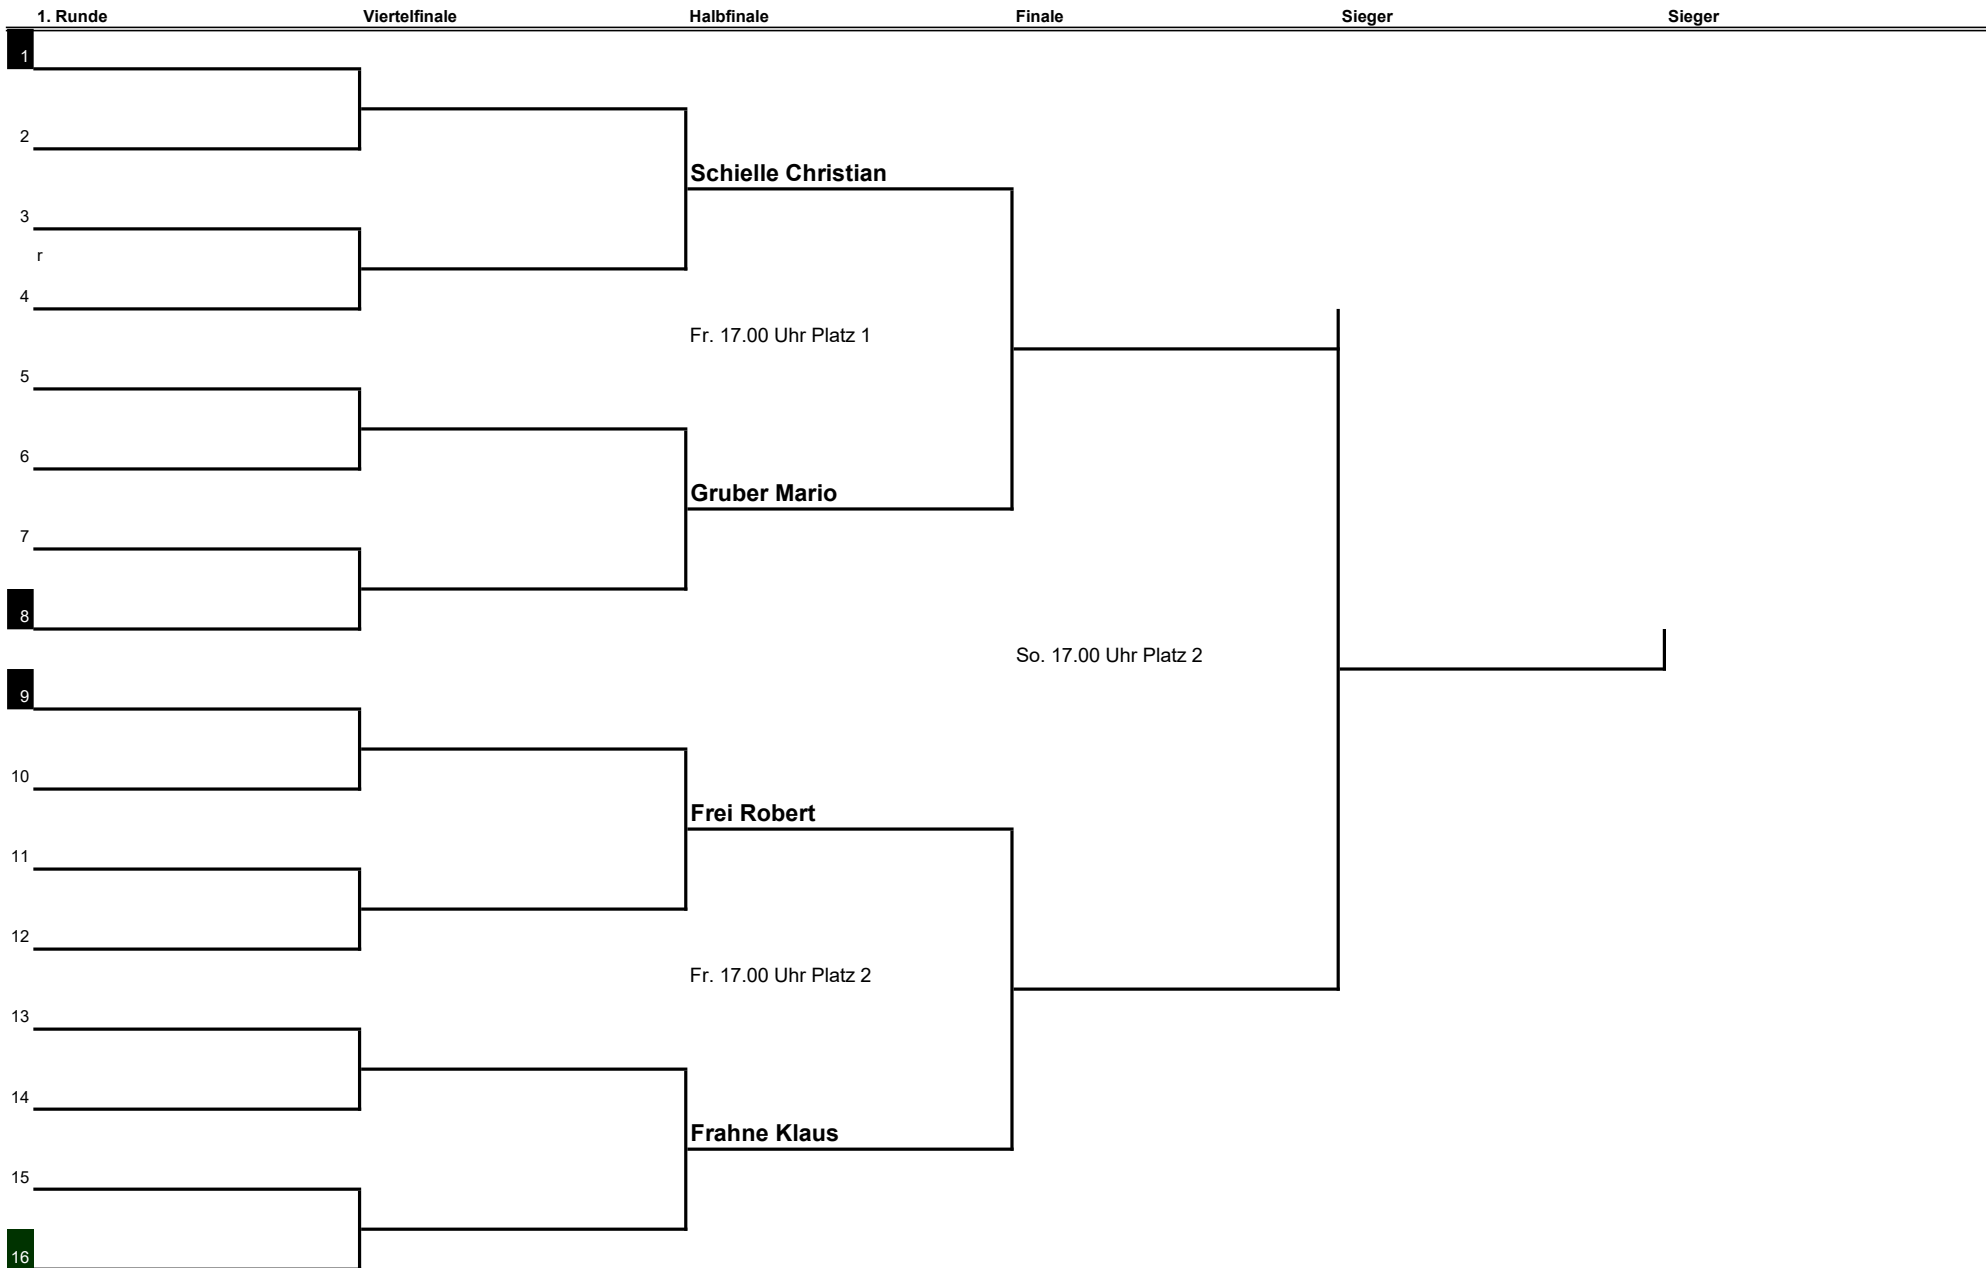 1. Runde Viertelfinale Halbfinale Finale Sieger Sieger
1
2
Schielle Christian
3
r
4
Fr. 17.00 Uhr Platz 1
5
6
Gruber Mario
7
8
So. 17.00 Uhr Platz 2
9
10
Frei Robert
11
12
Fr. 17.00 Uhr Platz 2
13
14
Frahne Klaus
15
16